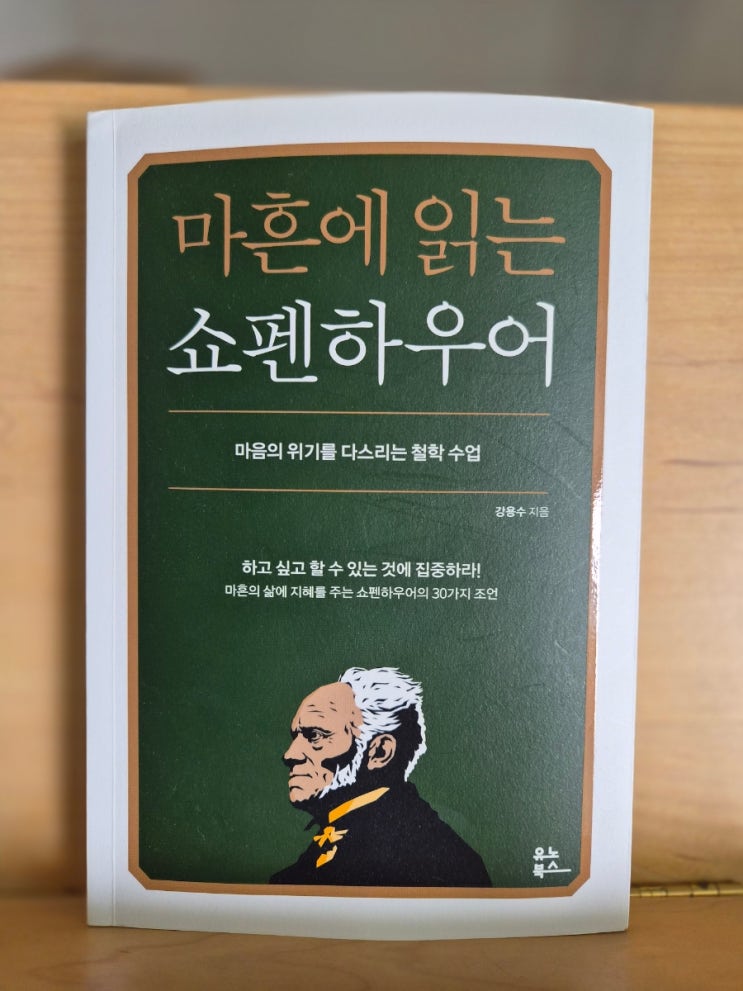 마흔에 읽는
쇼펜하우어
마음의 위기를 다스리는 철학 수업
강용수 지음
하고 싶고 할 수 있는 것에 집중하라!
마흔의 삶에 지혜를 주는 쇼펜하우어의 30가지 조언
유노
북스